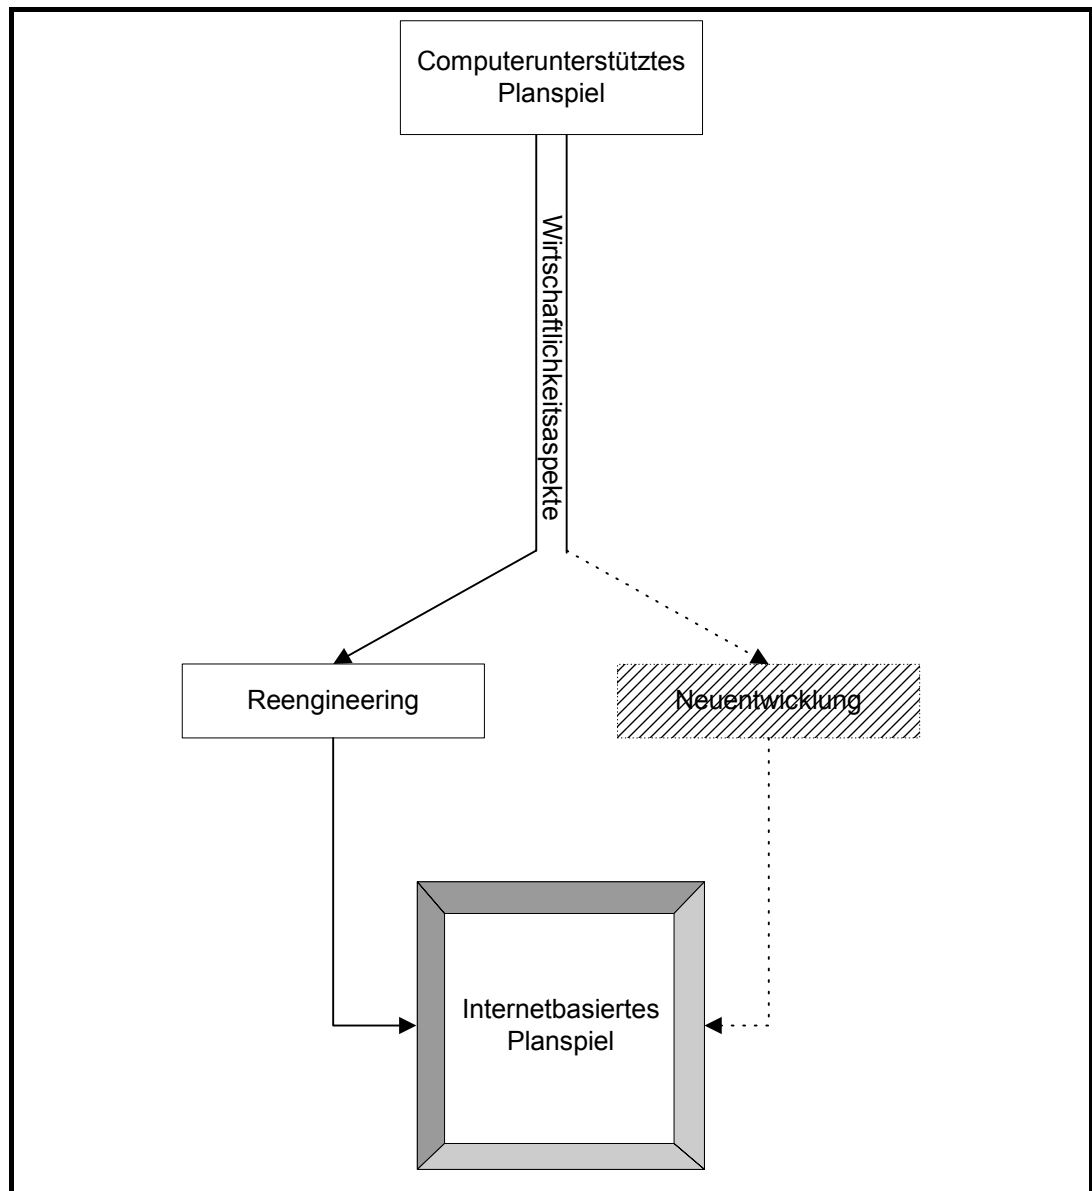 Computerunterstütztes
Planspiel
Wirtschaftlichkeitsaspekte
Reengineering
Neuentwicklung
Internetbasiertes
Planspiel